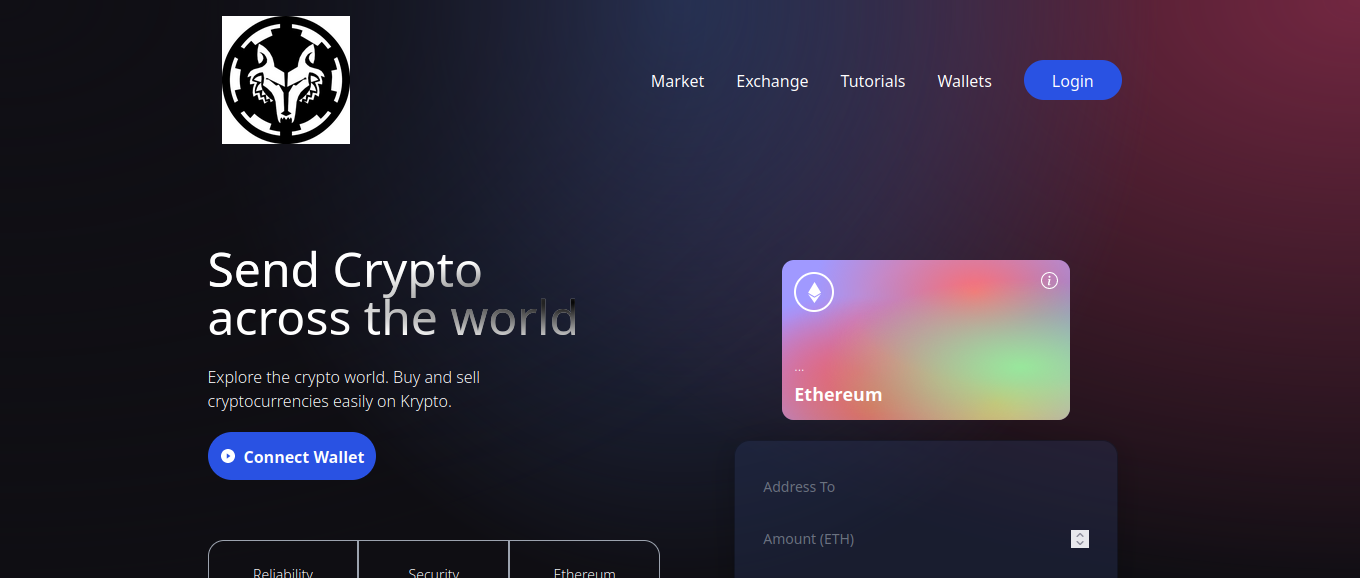 Market Exchange Tutorials Wallets Login
Send Crypto
across the world
Explore the crypto world. Buy and sell
cryptocurrencies easily on Krypto.
Connect Wallet
Reliability Security Ethereum
...
Ethereum
Address To
Amount (ETH)